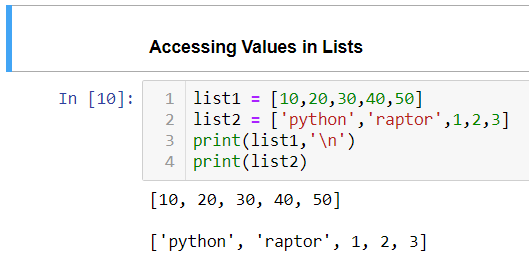 Accessing Values in Lists
In [10]:
1 list1 = [10,20,30,40,50]
2 list2 = ['python','raptor',1,2,3]
3 print(list1,'\n')
4 print(list2)
[10, 20, 30, 40, 50]
['python', 'raptor', 1, 2, 3]